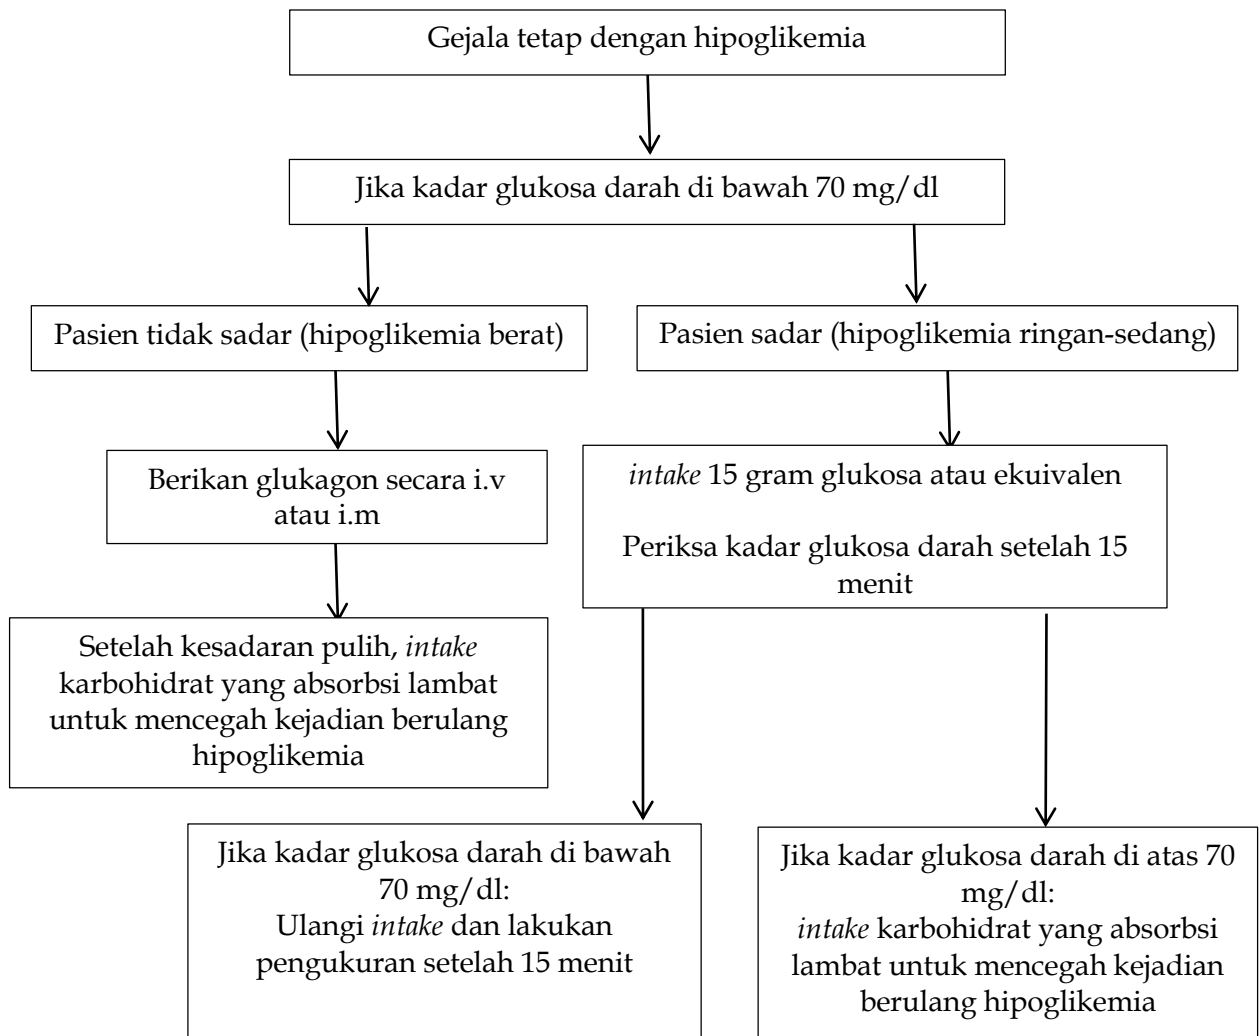 Gejala tetap dengan hipoglikemia
Jika kadar glukosa darah di bawah 70 mg/dl
Pasien tidak sadar (hipoglikemia berat)
Pasien sadar (hipoglikemia ringan-sedang)
Berikan glukagon secara i.v
atau i.m
intake 15 gram glukosa atau ekuivalen
Periksa kadar glukosa darah setelah 15
menit
Setelah kesadaran pulih, intake
karbohidrat yang absorbsi lambat
untuk mencegah kejadian berulang
hipoglikemia
Jika kadar glukosa darah di bawah
70 mg/dl:
Ulangi intake dan lakukan
pengukuran setelah 15 menit
Jika kadar glukosa darah di atas 70
mg/dl:
intake karbohidrat yang absorbsi
lambat untuk mencegah kejadian
berulang hipoglikemia